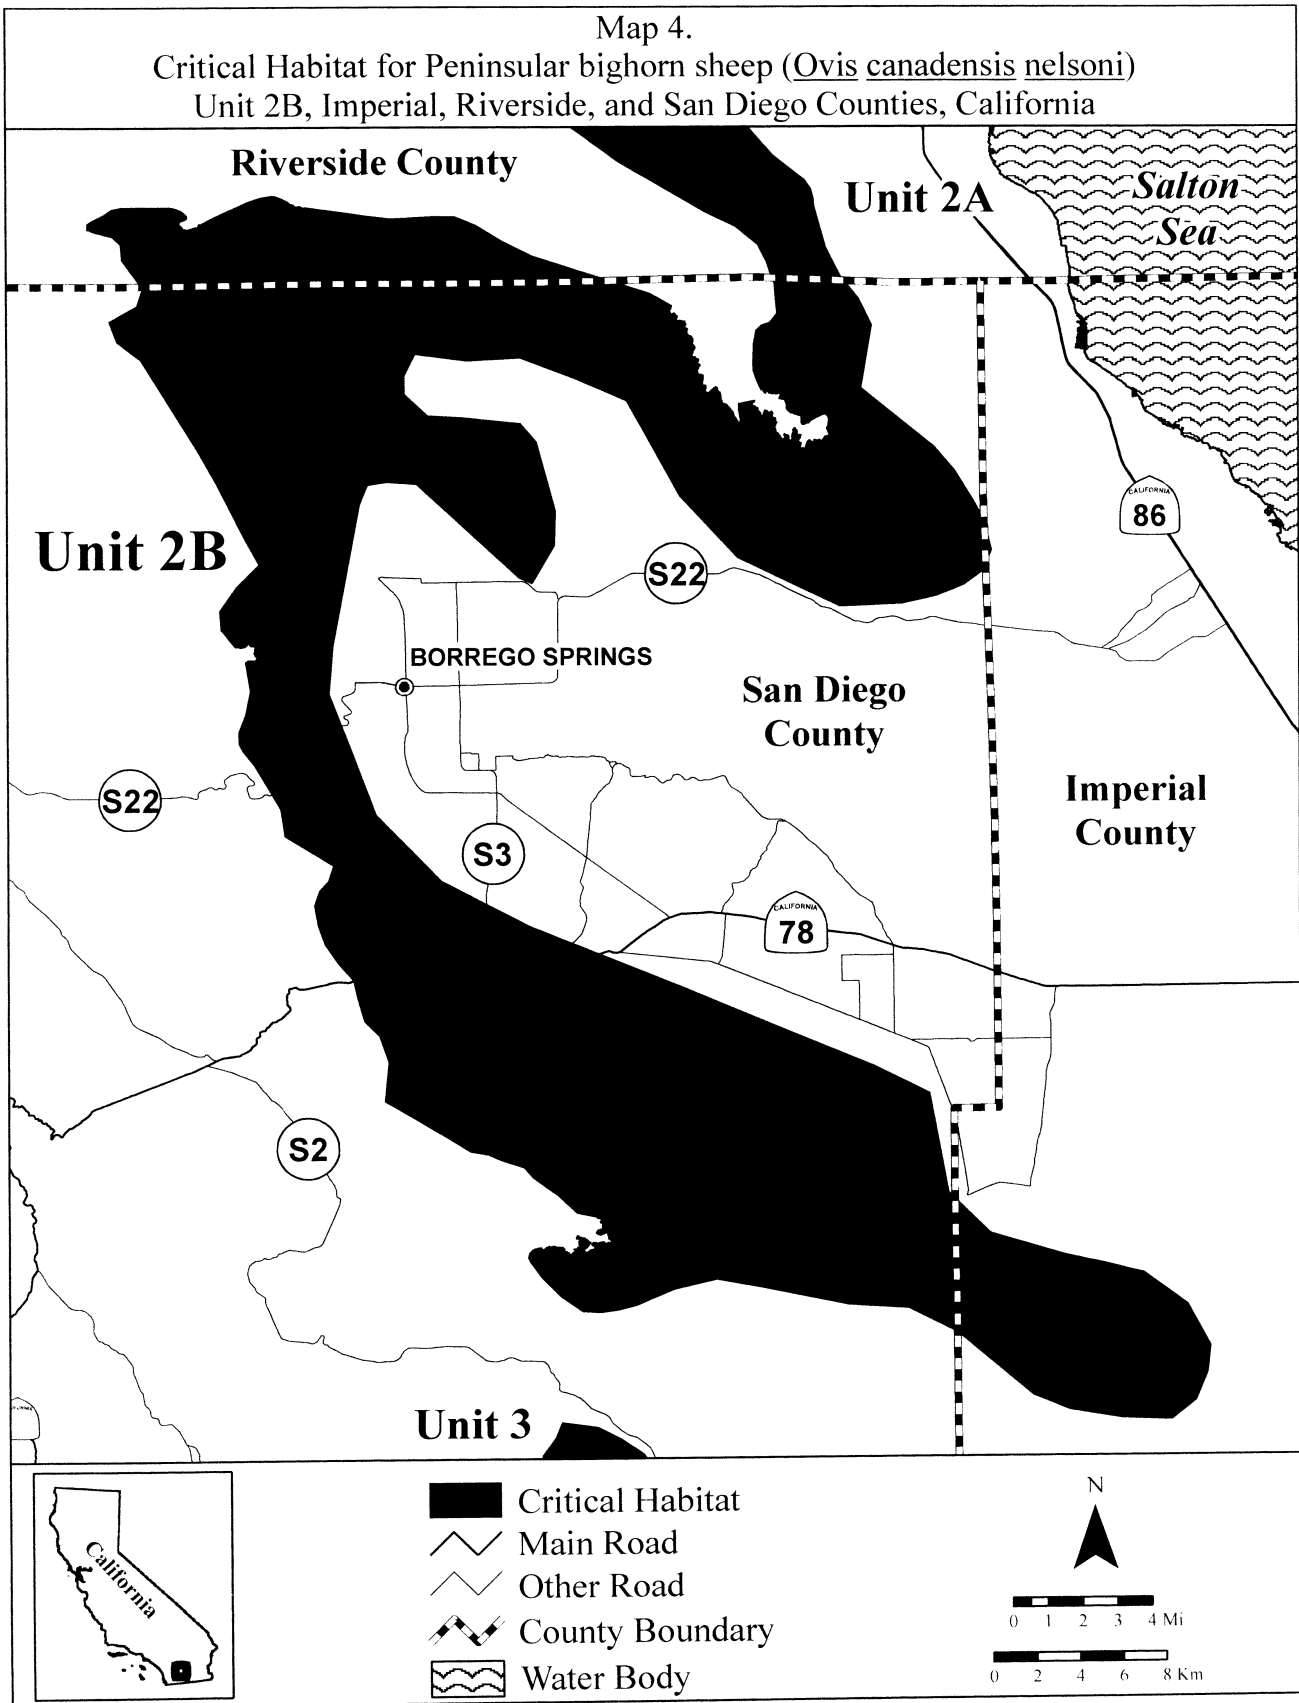 Map 4.
Critical Habitat for Peninsular bighorn sheep (Ovis canadensis nelsoni)
Unit 2B, Imperial, Riverside, and San Diego Counties, California
Riverside County
Unit 2A
Salton
Sea
CALIFORNIA
86
Unit 2B
S22
BORREGO SPRINGS
San Diego
County
Imperial
County
S22
S3
CALIFORNIA
78
S2
Unit 3
California
Critical Habitat
Main Road
Other Road
County Boundary
Water Body
N
0 1 2 3 4 Mi
0 2 4 6 8 Km